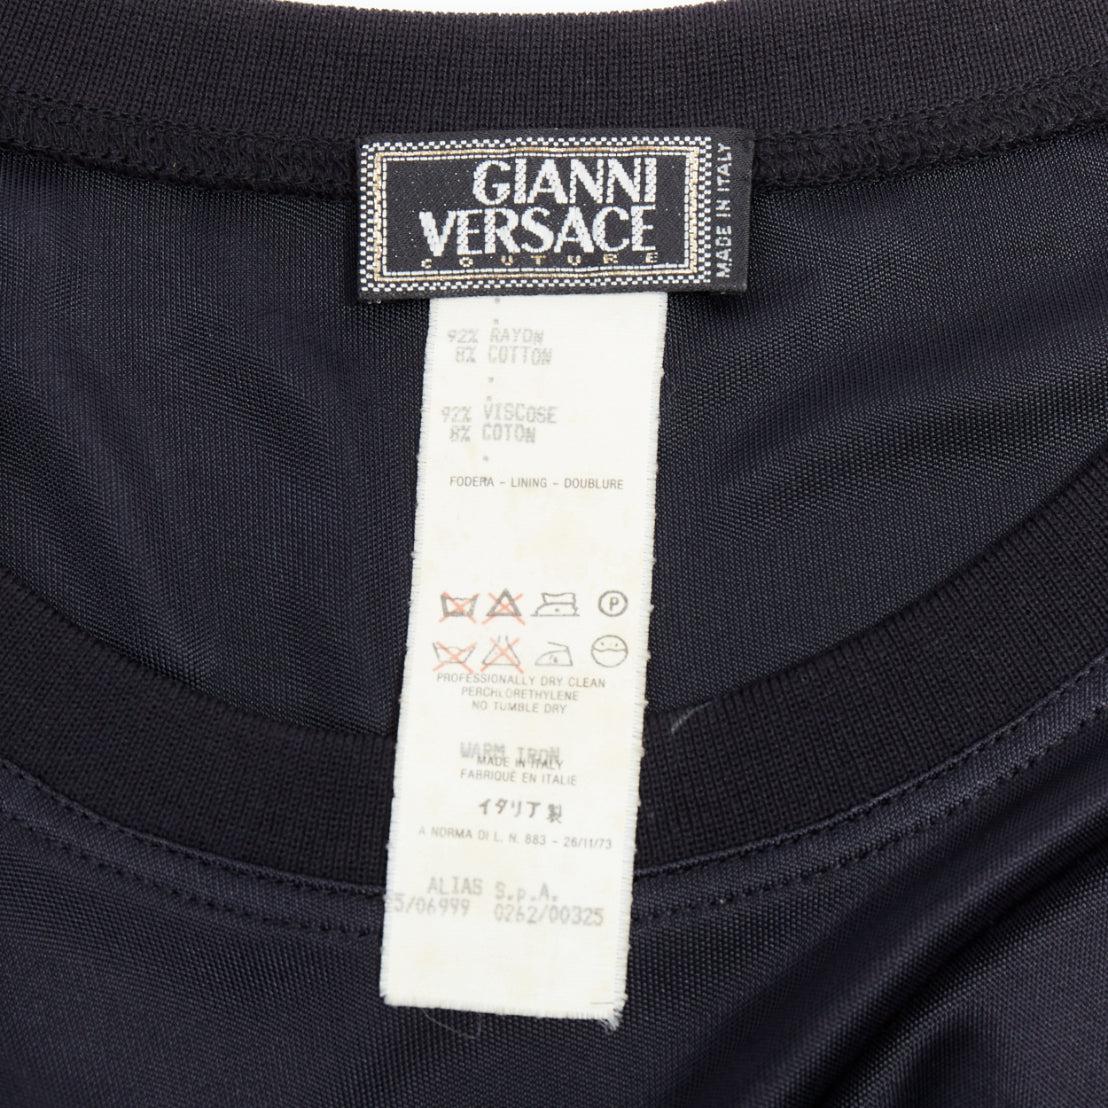 GIANNI
VERSACE
COUTURE
MADE IN ITALY
92% RAYON
8% COTTON
92% VISCOSE
8% COTON
FODERA - LINING - DOUBLURE
P
PROFESSIONALLY DRY CLEAN
PERCHLORETHYLENE
NO TUMBLE DRY
WARM IRON
MADE IN ITALY
FABRIQUÉ EN ITALIE
イタリア製
A NORMA DI L. N. 883 - 26/11/73
ALIAS S.p.A.
5/06999 0262/00325